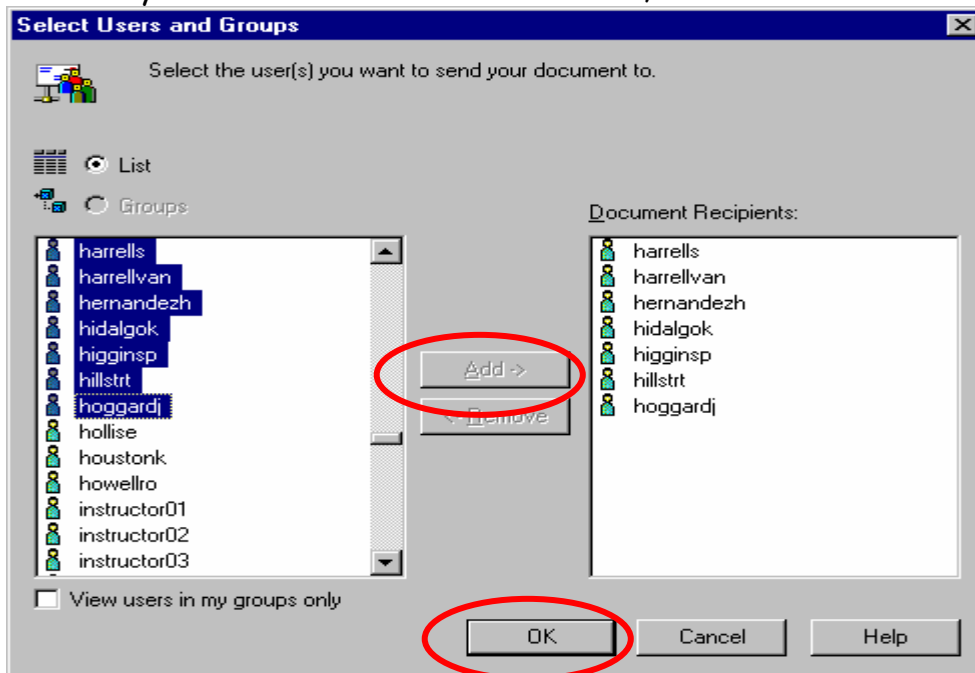 Select Users and Groups
Select the user(s) you want to send your document to.
List
Groups
Document Recipients:
harrells
harrellvan
hernandezh
hidalgok
higginsp
hillstrt
hoggardj
hollise
houstonk
howellro
instructor01
instructor02
instructor03
Add ->
<- Remove
harrells
harrellvan
hernandezh
hidalgok
higginsp
hillstrt
hoggardj
View users in my groups only
OK
Cancel
Help